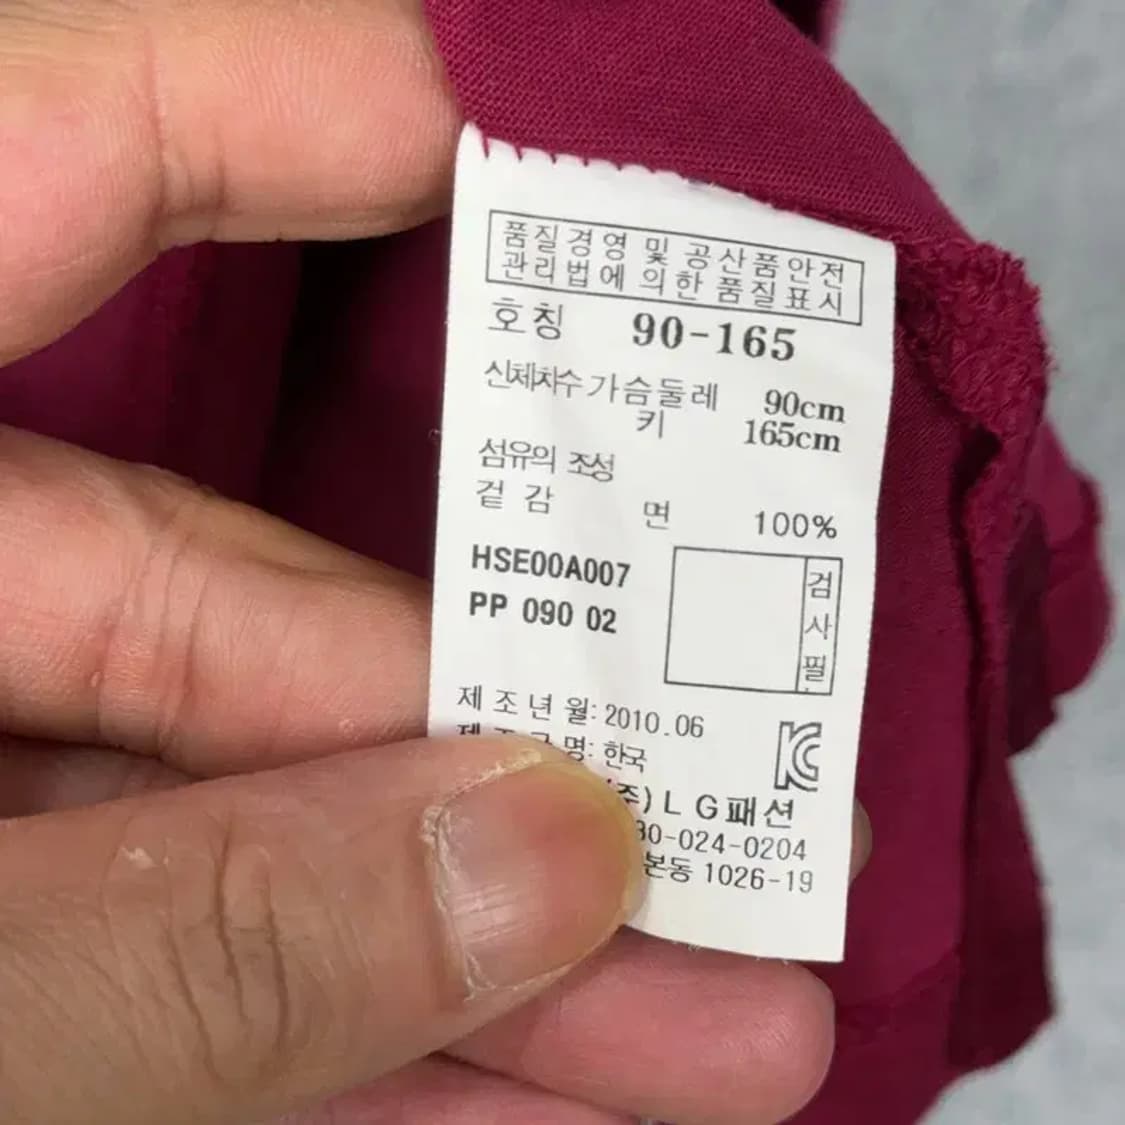 품질경영 및 공산품안전
관리법에 의한 품질표시
호칭 90-165
신체치수 가슴둘레 90cm
키 165cm
섬유의 조성
겉감 면 100%
HSE00A007
PP 090 02
검사필
제조년월: 2010.06
한국
(주)LG패션
80-024-0204
본동 1026-19